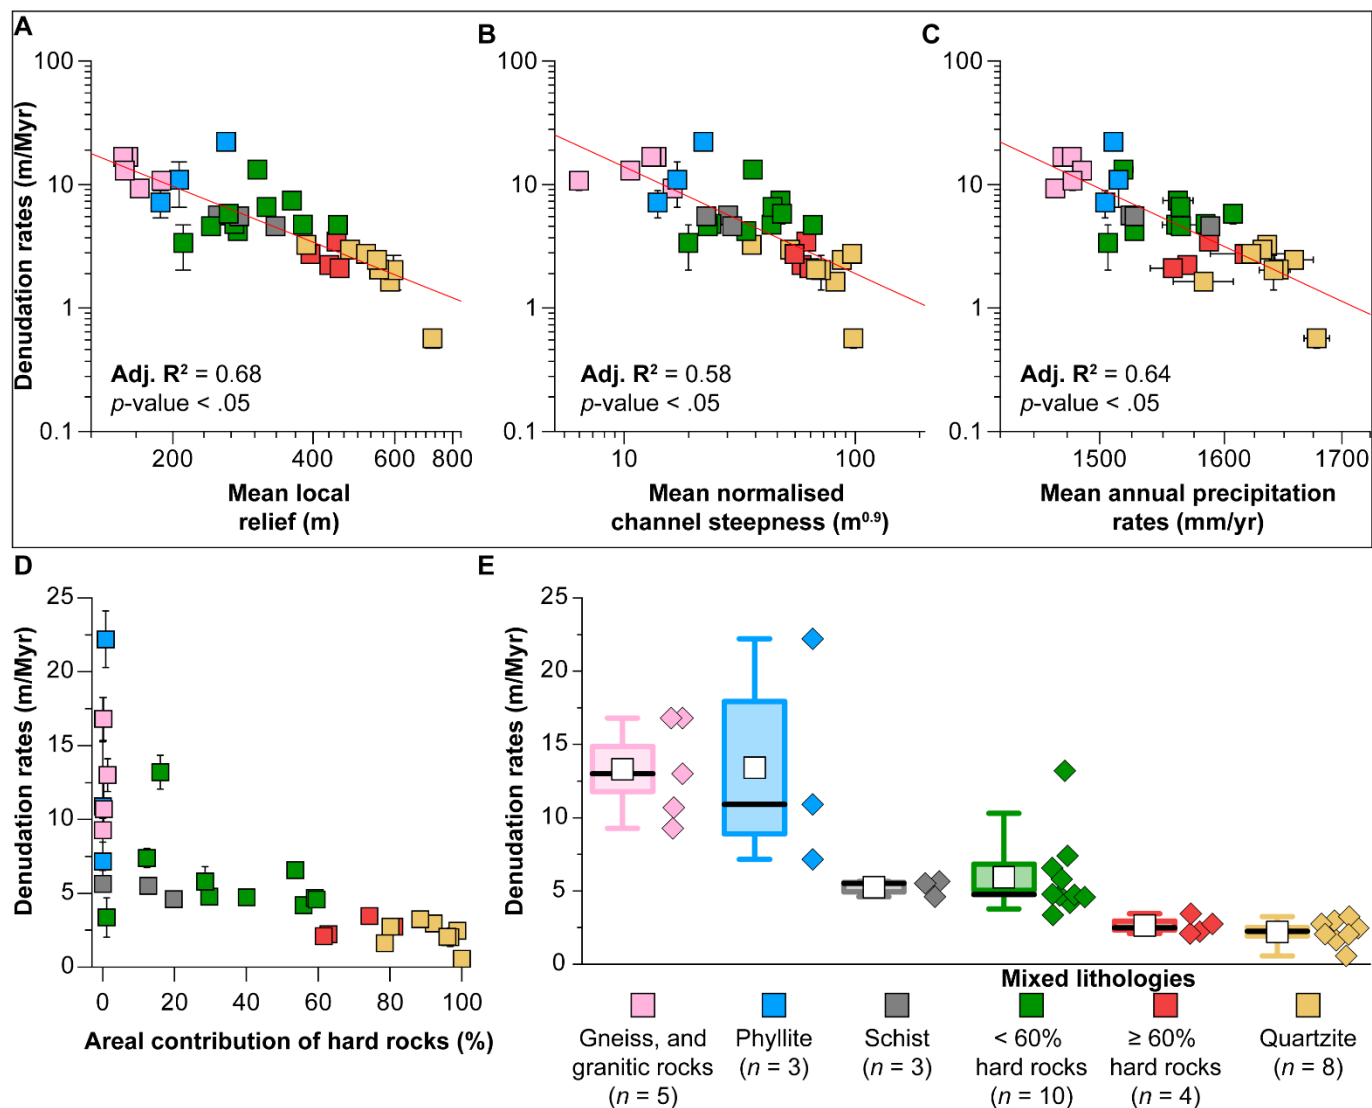 A
B
C
100
10
1
0.1
Denudation rates (m/Myr)
Adj. R² = 0.68
p-value < .05
200 400 600 800
Mean local
relief (m)
100
10
1
0.1
Adj. R² = 0.58
p-value < .05
10 100
Mean normalised
channel steepness (m⁰·⁹)
100
10
1
0.1
Adj. R² = 0.64
p-value < .05
1500 1600 1700
Mean annual precipitation
rates (mm/yr)
D
25
20
15
10
5
0
Denudation rates (m/Myr)
0 20 40 60 80 100
Areal contribution of hard rocks (%)
E
25
20
15
10
5
0
Denudation rates (m/Myr)
Mixed lithologies
Gneiss, and
granitic rocks
(n = 5)
Phyllite
(n = 3)
Schist
(n = 3)
< 60%
hard rocks
(n = 10)
≥ 60%
hard rocks
(n = 4)
Quartzite
(n = 8)